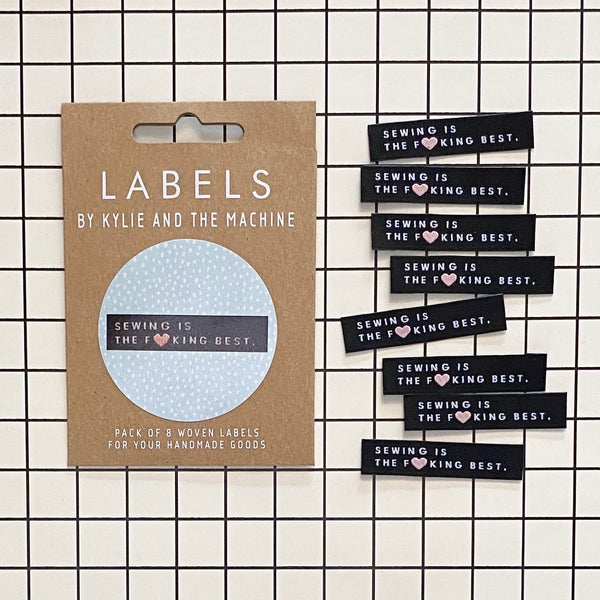 LABELS
BY KYLIE AND THE MACHINE
SEWING IS
THE F🩷KING BEST.
PACK OF 8 WOVEN LABELS
FOR YOUR HANDMADE GOODS
SEWING IS
THE F🩷KING BEST.
SEWING IS
THE F🩷KING BEST.
SEWING IS
THE F🩷KING BEST.
SEWING IS
THE F🩷KING BEST.
SEWING IS
THE F🩷KING BEST.
SEWING IS
THE F🩷KING BEST.
SEWING IS
THE F🩷KING BEST.
SEWING IS
THE F🩷KING BEST.